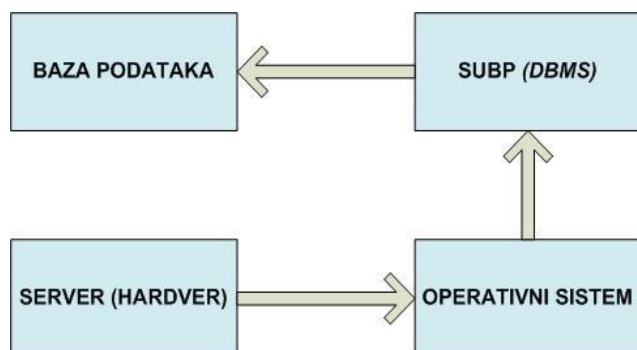 BAZA PODATAKA
SUBP (DBMS)
SERVER (HARDVER)
OPERATIVNI SISTEM